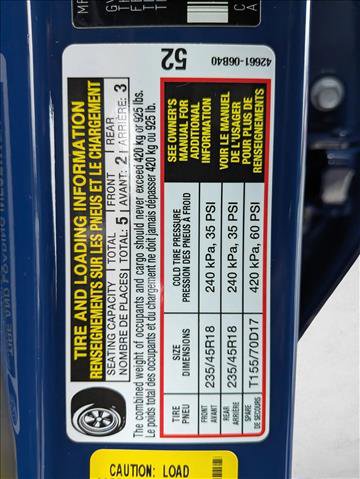 TIRE AND LOADING INFORMATION
RENSEIGNEMENTS SUR LES PNEUS ET LE CHARGEMENT
SEATING CAPACITY TOTAL FRONT REAR
NOMBRE DE PLACES TOTAL: 5 AVANT: 2 ARRIÈRE: 3
The combined weight of occupants and cargo should never exceed 420 kg or 925 lbs.
Le poids total des occupants et du chargement ne doit jamais dépasser 420 kg ou 925 lb.
TIRE SIZE COLD TIRE PRESSURE
PNEU DIMENSIONS PRESSION DES PNEUS À FROID
FRONT
AVANT 235/45R18 240 kPa, 35 PSI
REAR
ARRIÈRE 235/45R18 240 kPa, 35 PSI
SPARE
DE SECOURS T155/70D17 420 kPa, 60 PSI
SEE OWNER'S
MANUAL FOR
INFORMATION
VOIR LE MANUEL
DE L'USAGER
POUR PLUS DE
RENSEIGNEMENTS
52
42661-06B40
CAUTION: LOAD